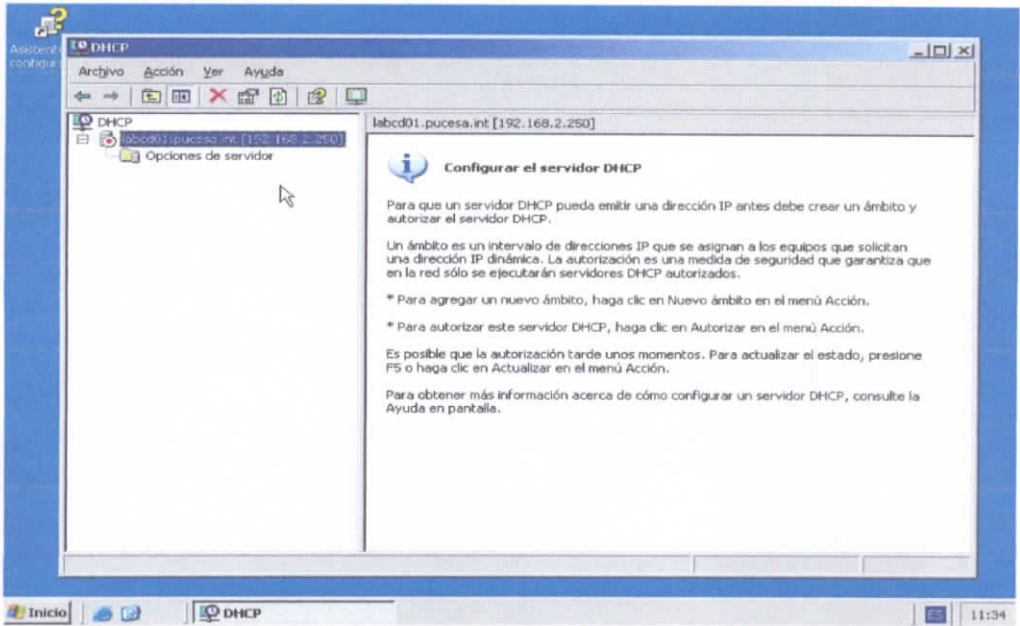 Asistente
configur
DHCP
Archivo Acción Ver Ayuda
DHCP
labcd01.pucesa.int [192.168.2.250]
Opciones de servidor
labcd01.pucesa.int [192.168.2.250]
Configurar el servidor DHCP
Para que un servidor DHCP pueda emitir una dirección IP antes debe crear un ámbito y
autorizar el servidor DHCP.
Un ámbito es un intervalo de direcciones IP que se asignan a los equipos que solicitan
una dirección IP dinámica. La autorización es una medida de seguridad que garantiza que
en la red sólo se ejecutarán servidores DHCP autorizados.
* Para agregar un nuevo ámbito, haga clic en Nuevo ámbito en el menú Acción.
* Para autorizar este servidor DHCP, haga clic en Autorizar en el menú Acción.
Es posible que la autorización tarde unos momentos. Para actualizar el estado, presione
F5 o haga clic en Actualizar en el menú Acción.
Para obtener más información acerca de cómo configurar un servidor DHCP, consulte la
Ayuda en pantalla.
Inicio
DHCP
ES
11:34